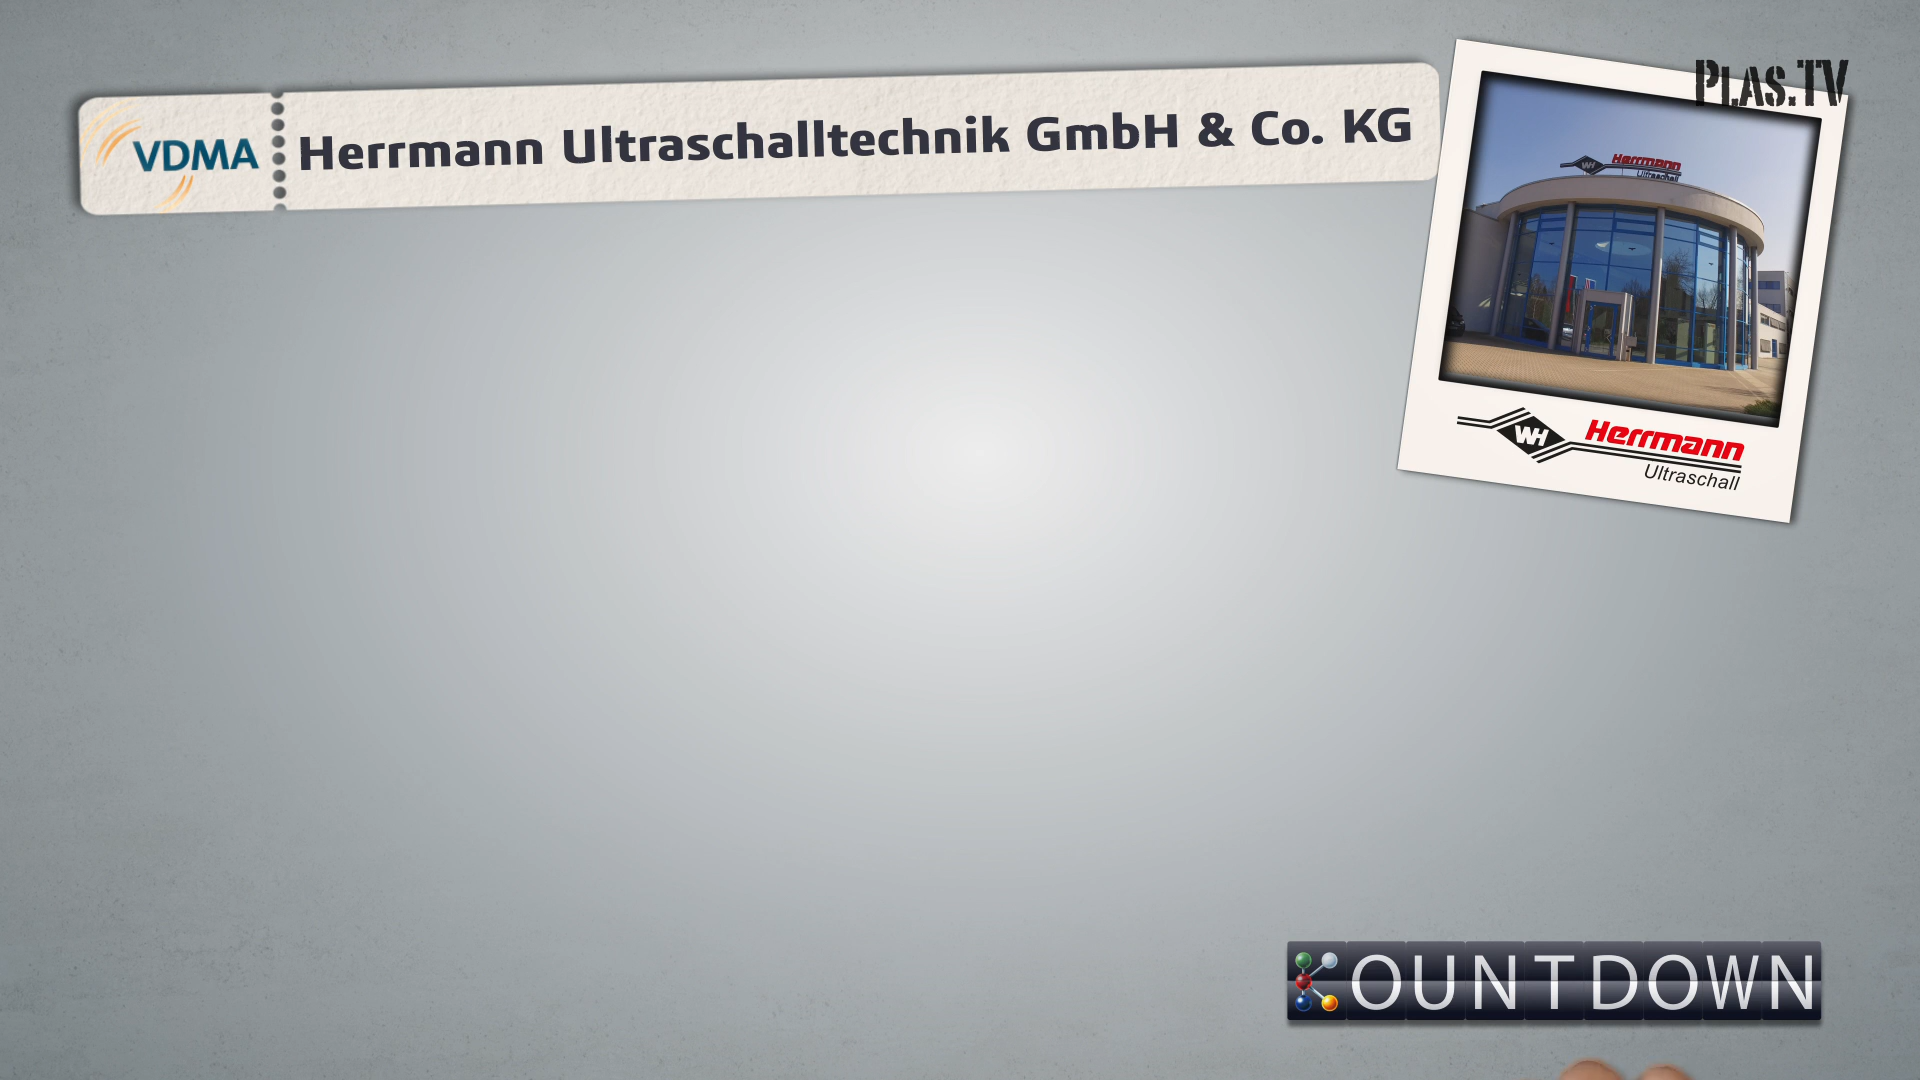 VDMA
Herrmann Ultraschalltechnik GmbH & Co. KG
PLAS.TV
Herrmann
Ultraschall
WH
Herrmann
Ultraschall
KOUNTDOWN